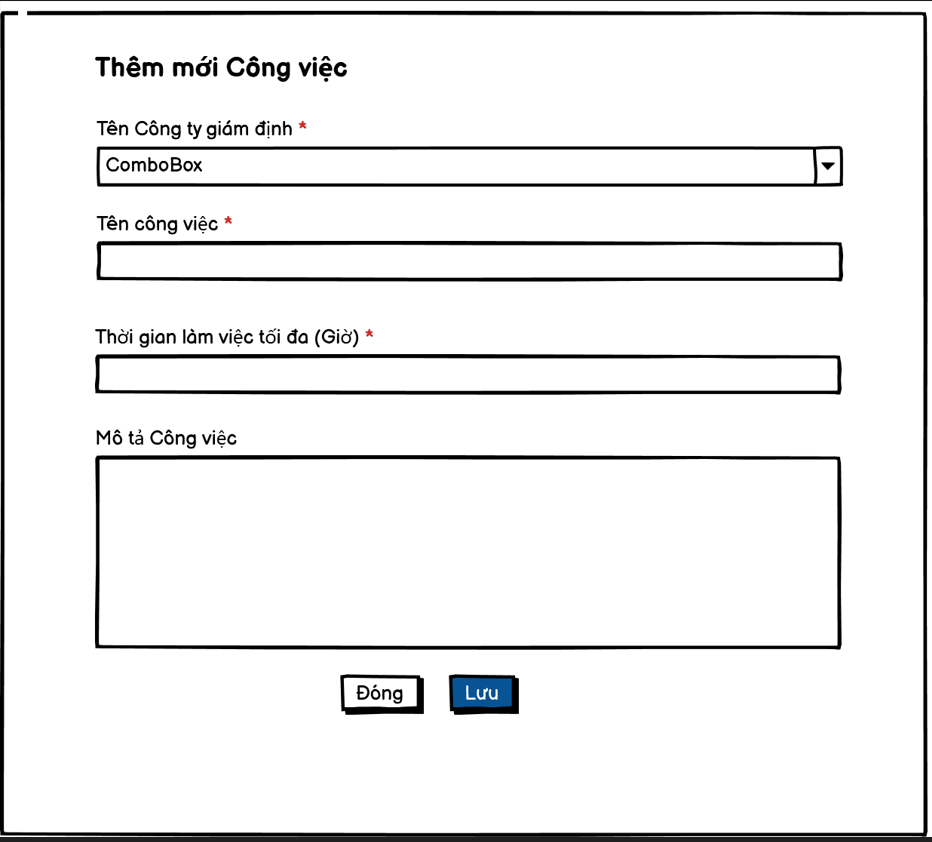 Thêm mới Công việc
Tên Công ty giám định *
ComboBox
Tên công việc *
Thời gian làm việc tối đa (Giờ) *
Mô tả Công việc
Đóng Lưu